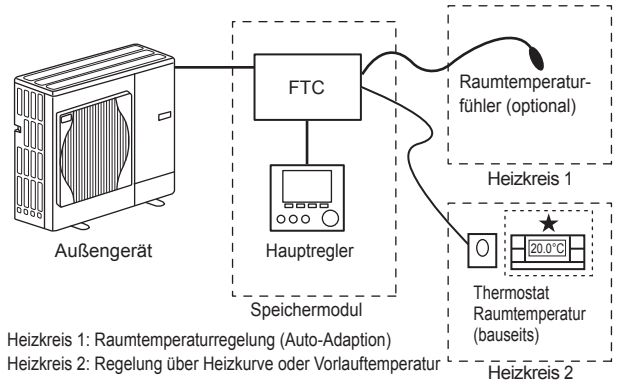 FTC
Raumtemperatur-
fühler (optional)
Heizkreis 1
Außengerät
Hauptregler
20.0°C
Thermostat
Raumtemperatur
(bauseits)
Speichermodul
Heizkreis 1: Raumtemperaturregelung (Auto-Adaption)
Heizkreis 2: Regelung über Heizkurve oder Vorlauftemperatur
Heizkreis 2